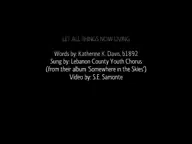 LET ALL THINGS NOW LIVING
Words by: Katherine K. Davis, b1892
Sung by: Lebanon County Youth Chorus
(from their album 'Somewhere in the Skies')
Video by: S.E. Samonte